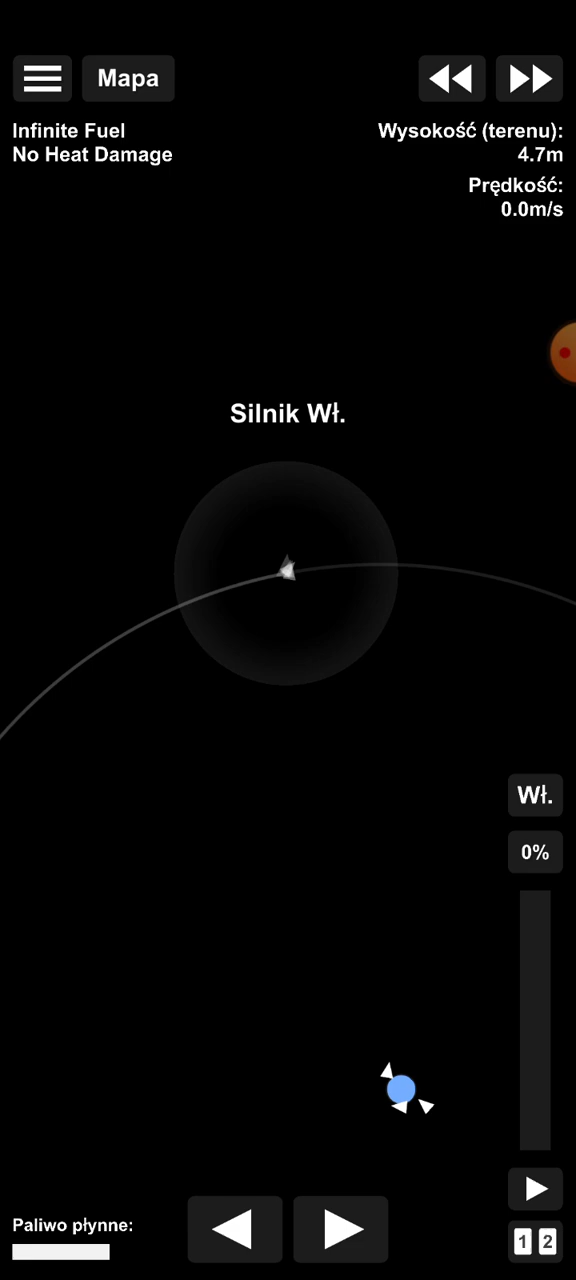 Mapa
Infinite Fuel
No Heat Damage
Wysokość (terenu):
4.7m
Prędkość:
0.0m/s
Silnik Wł.
Wł.
0%
Paliwo płynne:
1 2